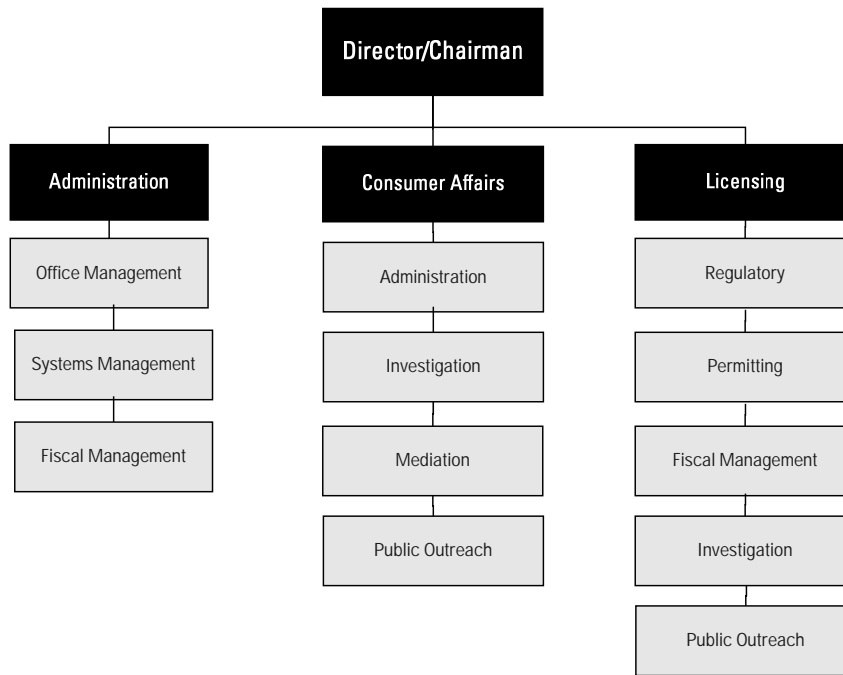 Director/Chairman
Administration
Office Management
Systems Management
Fiscal Management
Consumer Affairs
Administration
Investigation
Mediation
Public Outreach
Licensing
Regulatory
Permitting
Fiscal Management
Investigation
Public Outreach